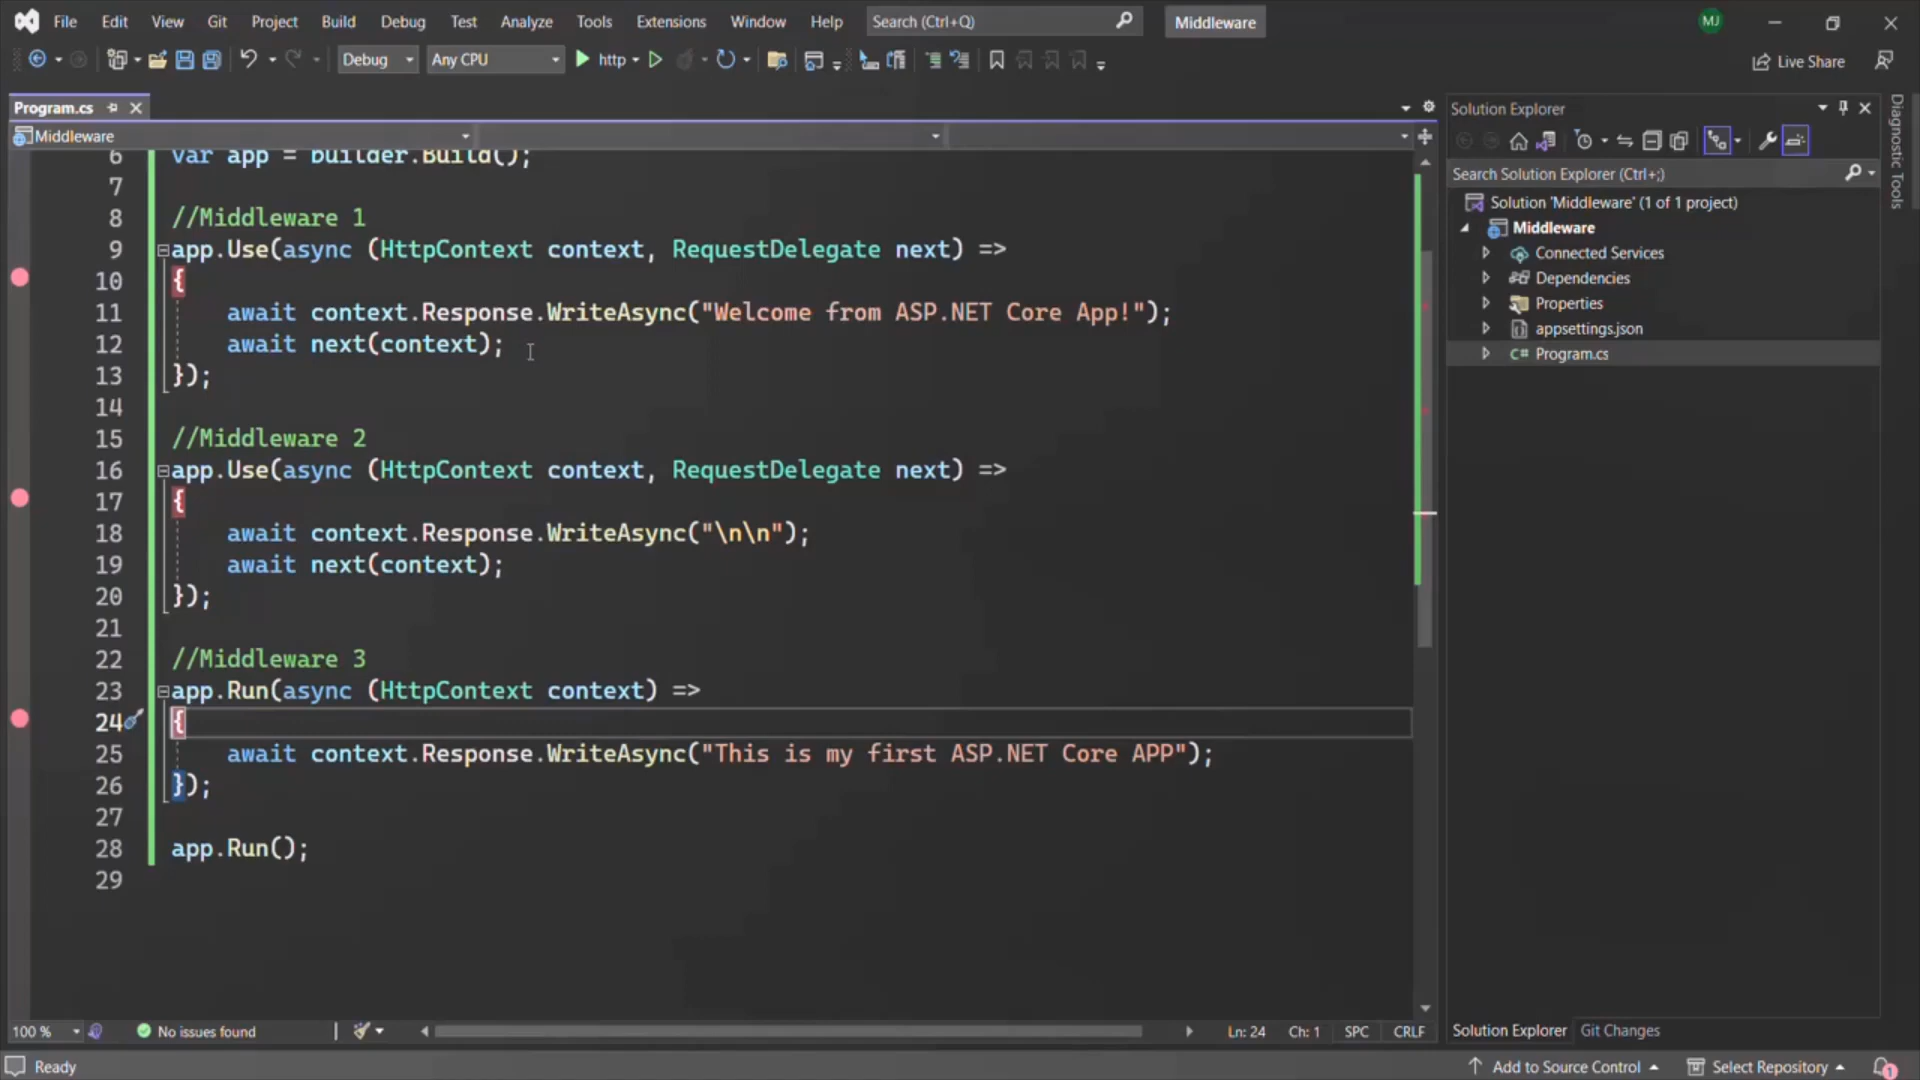 File Edit View Git Project Build Debug Test Analyze Tools Extensions Window Help Search (Ctrl+Q) Middleware MJ
Debug Any CPU http Live Share
Program.cs
Middleware
6 var app = builder.Build();
7
8 //Middleware 1
9 app.Use(async (HttpContext context, RequestDelegate next) =>
10 {
11 await context.Response.WriteAsync("Welcome from ASP.NET Core App!");
12 await next(context);
13 });
14
15 //Middleware 2
16 app.Use(async (HttpContext context, RequestDelegate next) =>
17 {
18 await context.Response.WriteAsync("\n\n");
19 await next(context);
20 });
21
22 //Middleware 3
23 app.Run(async (HttpContext context) =>
24 {
25 await context.Response.WriteAsync("This is my first ASP.NET Core APP");
26 });
27
28 app.Run();
29
100 % No issues found Ln: 24 Ch: 1 SPC CRLF
Solution Explorer
Search Solution Explorer (Ctrl+;)
Solution 'Middleware' (1 of 1 project)
Middleware
Connected Services
Dependencies
Properties
appsettings.json
C# Program.cs
Solution Explorer Git Changes
Diagnostic Tools
Ready Add to Source Control Select Repository 1